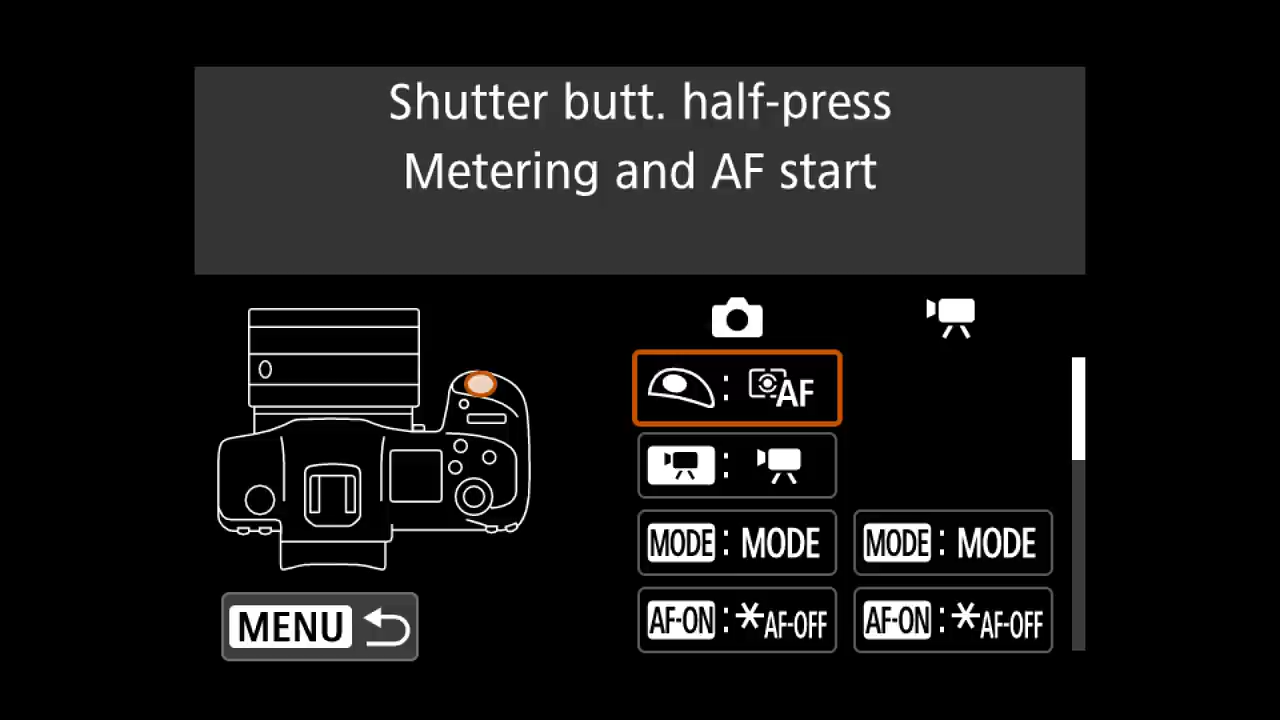 Shutter butt. half-press
Metering and AF start
: AF
:
MODE : MODE MODE : MODE
AF-ON : *AF-OFF AF-ON : *AF-OFF
MENU